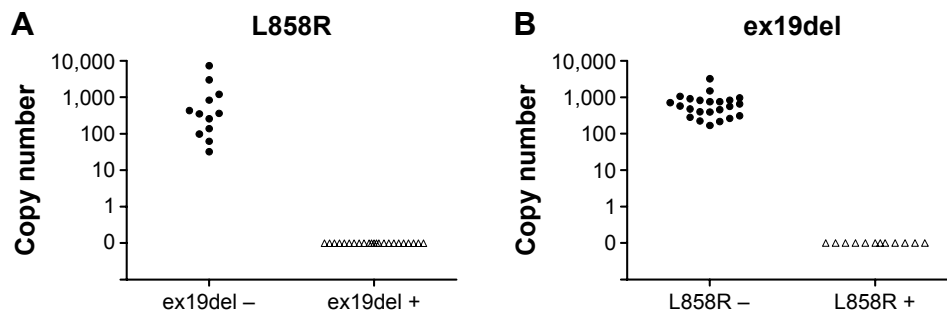 A
L858R
Copy number
10,000
1,000
100
10
1
0
ex19del –
ex19del +
B
ex19del
Copy number
10,000
1,000
100
10
1
0
L858R –
L858R +